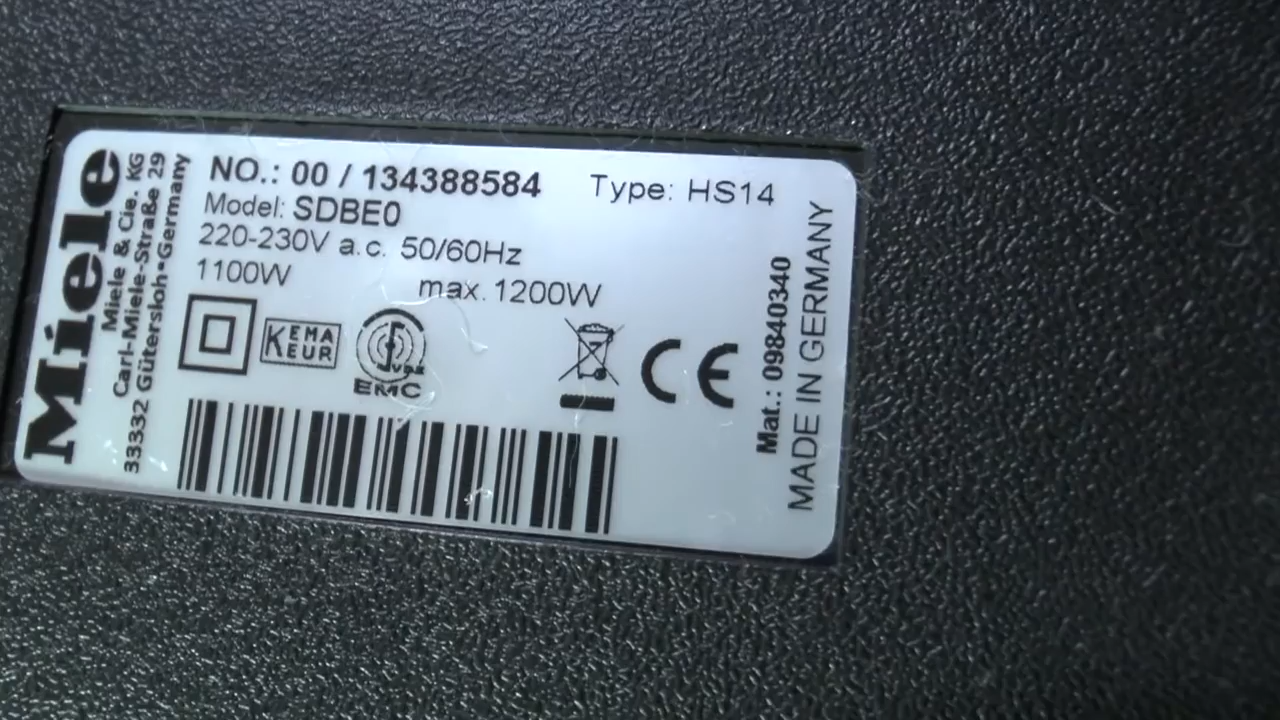 Miele
Miele & Cie. KG
Carl-Miele-Straße 29
33332 Gütersloh•Germany
NO.: 00 / 134388584
Type: HS14
Model: SDBE0
220-230V a.c. 50/60Hz
1100W max. 1200W
KEMA
KEUR
VDE
EMC
CE
Mat.: 09840340
MADE IN GERMANY